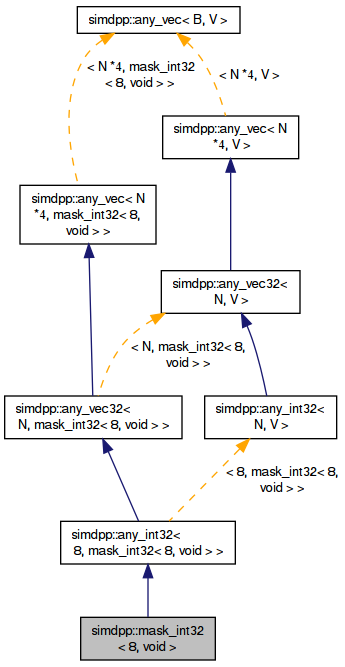 simdpp::any_vec< B, V >
< N *4, mask_int32
< 8, void > >
< N *4, V >
simdpp::any_vec< N
*4, V >
simdpp::any_vec< N
*4, mask_int32< 8,
void > >
simdpp::any_vec32<
N, V >
< N, mask_int32< 8,
void > >
simdpp::any_vec32<
N, mask_int32< 8, void > >
simdpp::any_int32<
N, V >
< 8, mask_int32< 8,
void > >
simdpp::any_int32<
8, mask_int32< 8, void > >
simdpp::mask_int32
< 8, void >